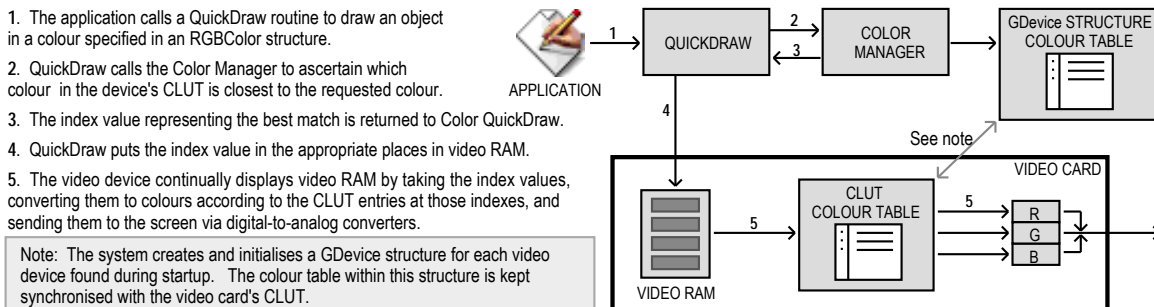 1. The application calls a QuickDraw routine to draw an object
in a colour specified in an RGBColor structure.
2. QuickDraw calls the Color Manager to ascertain which
colour in the device's CLUT is closest to the requested colour.
3. The index value representing the best match is returned to Color QuickDraw.
4. QuickDraw puts the index value in the appropriate places in video RAM.
5. The video device continually displays video RAM by taking the index values,
converting them to colours according to the CLUT entries at those indexes, and
sending them to the screen via digital-to-analog converters.
Note: The system creates and initialises a GDevice structure for each video
device found during startup. The colour table within this structure is kept
synchronised with the video card's CLUT.
APPLICATION
1
QUICKDRAW
2
3
COLOR
MANAGER
GDevice STRUCTURE
COLOUR TABLE
4
See note
VIDEO CARD
VIDEO RAM
5
CLUT
COLOUR TABLE
5
R
G
B